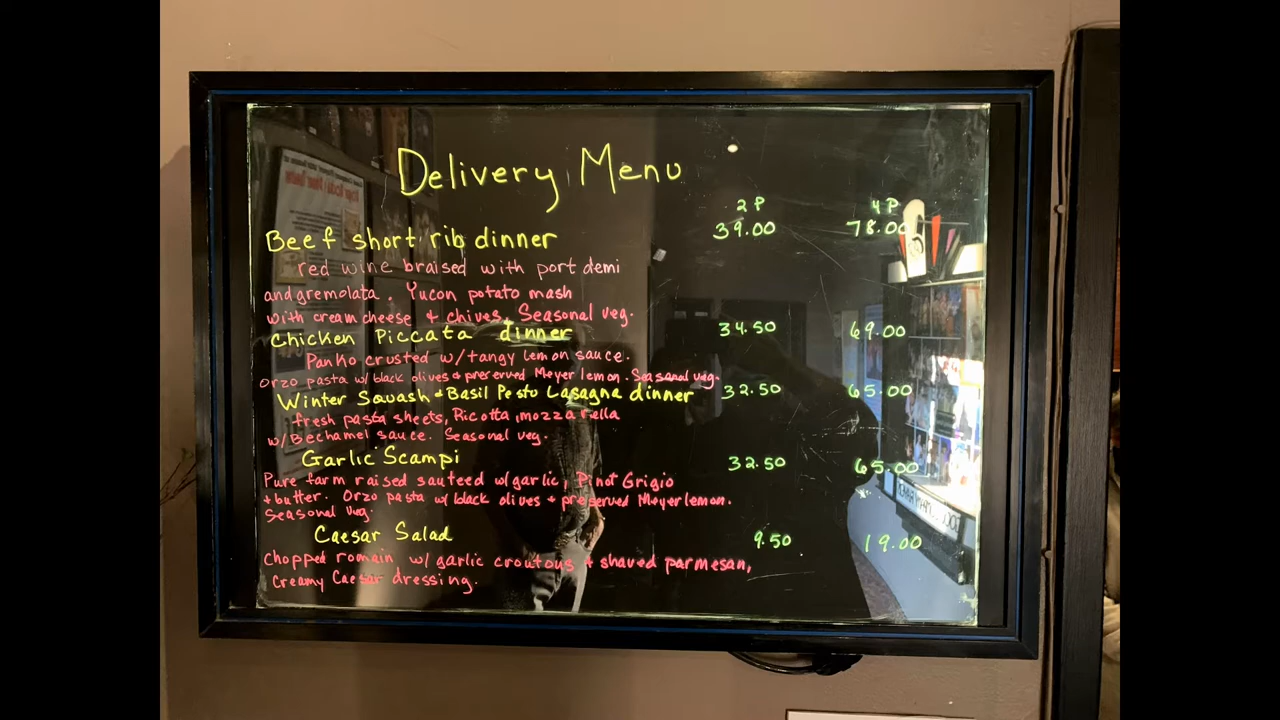 Delivery Menu
2 P 4 P
Beef short rib dinner 39.00 78.00
red wine braised with port demi
and gremolata. Yucon potato mash
with cream cheese + chives. Seasonal veg.
Chicken Piccata dinner 34.50 69.00
Panko crusted w/tangy lemon sauce.
Orzo pasta w/black olives + preserved Meyer lemon. Seasonal veg.
Winter Squash + Basil Pesto Lasagna dinner 32.50 65.00
fresh pasta sheets, Ricotta, mozzarella
w/Bechamel sauce. Seasonal veg.
Garlic Scampi 32.50 65.00
Pure farm raised sauteed w/garlic, Pinot Grigio
+ butter. Orzo pasta w/black olives + preserved Meyer lemon.
Seasonal veg.
Caesar Salad 9.50 19.00
Chopped romain w/garlic croutous + shaved parmesan,
Creamy Caesar dressing.